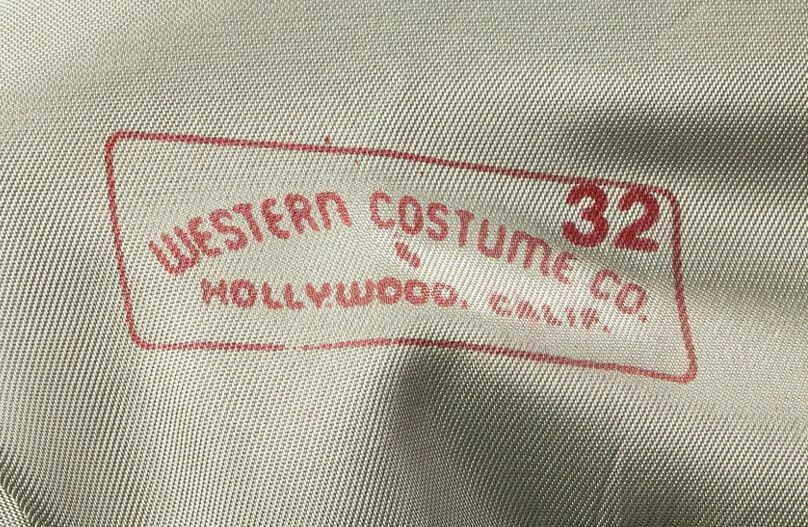 32
WESTERN COSTUME CO.
HOLLYWOOD, CALIF.